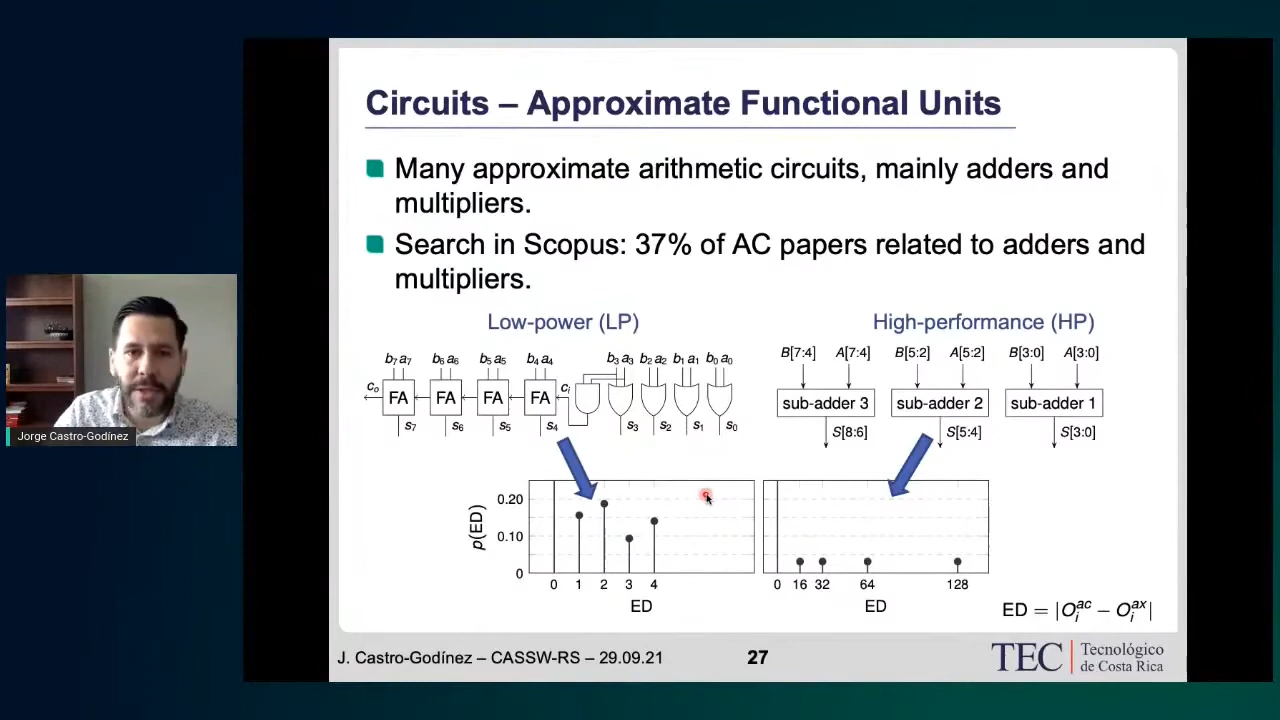 Circuits – Approximate Functional Units
Many approximate arithmetic circuits, mainly adders and
multipliers.
Search in Scopus: 37% of AC papers related to adders and
multipliers.
Low-power (LP)
b7 a7 b6 a6 b5 a5 b4 a4 b3 a3 b2 a2 b1 a1 b0 a0
co FA FA FA FA ci
s7 s6 s5 s4 s3 s2 s1 s0
High-performance (HP)
B[7:4] A[7:4] B[5:2] A[5:2] B[3:0] A[3:0]
sub-adder 3 sub-adder 2 sub-adder 1
S[8:6] S[5:4] S[3:0]
p(ED)
0.20
0.10
0
0 1 2 3 4
ED
0 16 32 64 128
ED
ED = |O_i^ac − O_i^ax|
Jorge Castro-Godínez
J. Castro-Godínez – CASSW-RS – 29.09.21
27
TEC Tecnológico
de Costa Rica